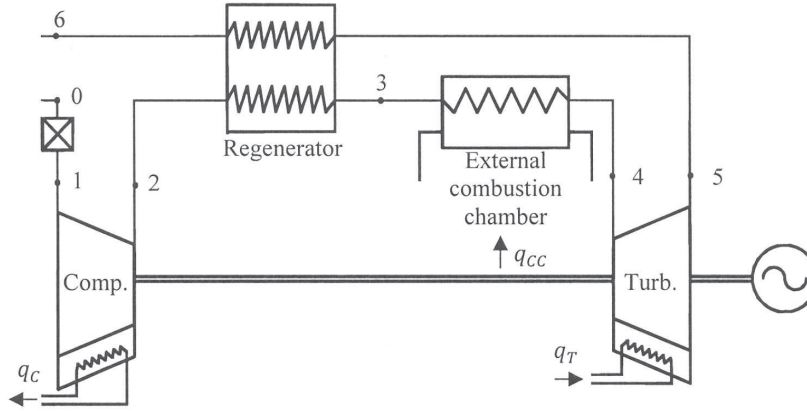 6
0
3
Regenerator
External
combustion
chamber
1
2
4
5
q_CC
Comp.
Turb.
q_C
q_T